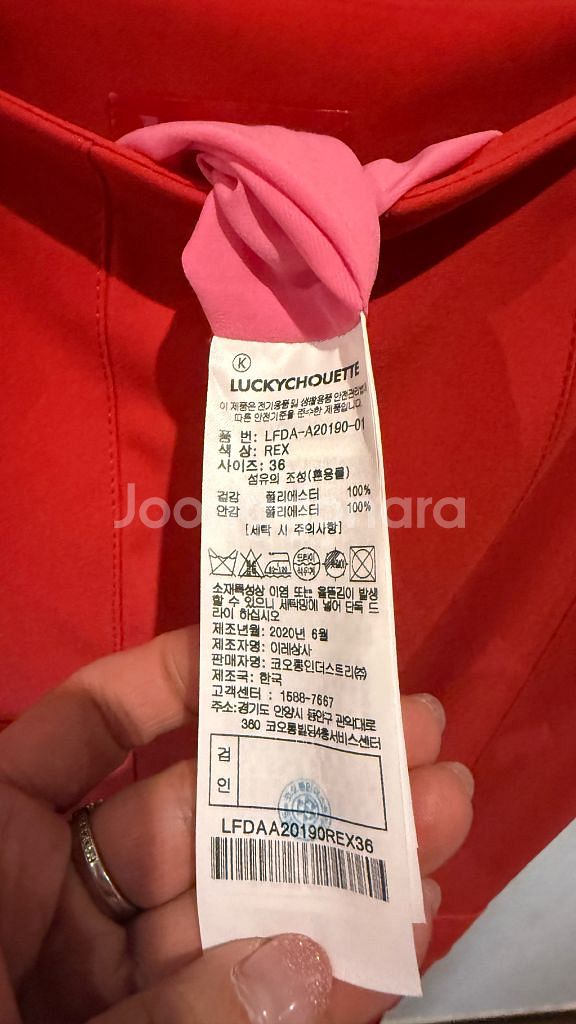 K
LUCKYCHOUETTE
이 제품은 전기용품 및 생활용품 안전관리법에
따른 안전기준을 준수한 제품입니다.
품 번: LFDA-A20190-01
색 상: REX
사이즈: 36
섬유의 조성(혼용률)
겉감 폴리에스터 100%
안감 폴리에스터 100%
[세탁 시 주의사항]
드라이
소재특성상 이염 또는 올뜯김이 발생
할 수 있으니 세탁망에 넣어 단독 드
라이 하십시오
제조년월: 2020년 6월
제조자명: 이레상사
판매자명: 코오롱인더스트리(주)
제조국: 한국
고객센터 : 1588-7667
주소:경기도 안양시 동안구 관악대로
360 코오롱빌딩4층서비스센터
검
인
LFDAA20190REX36